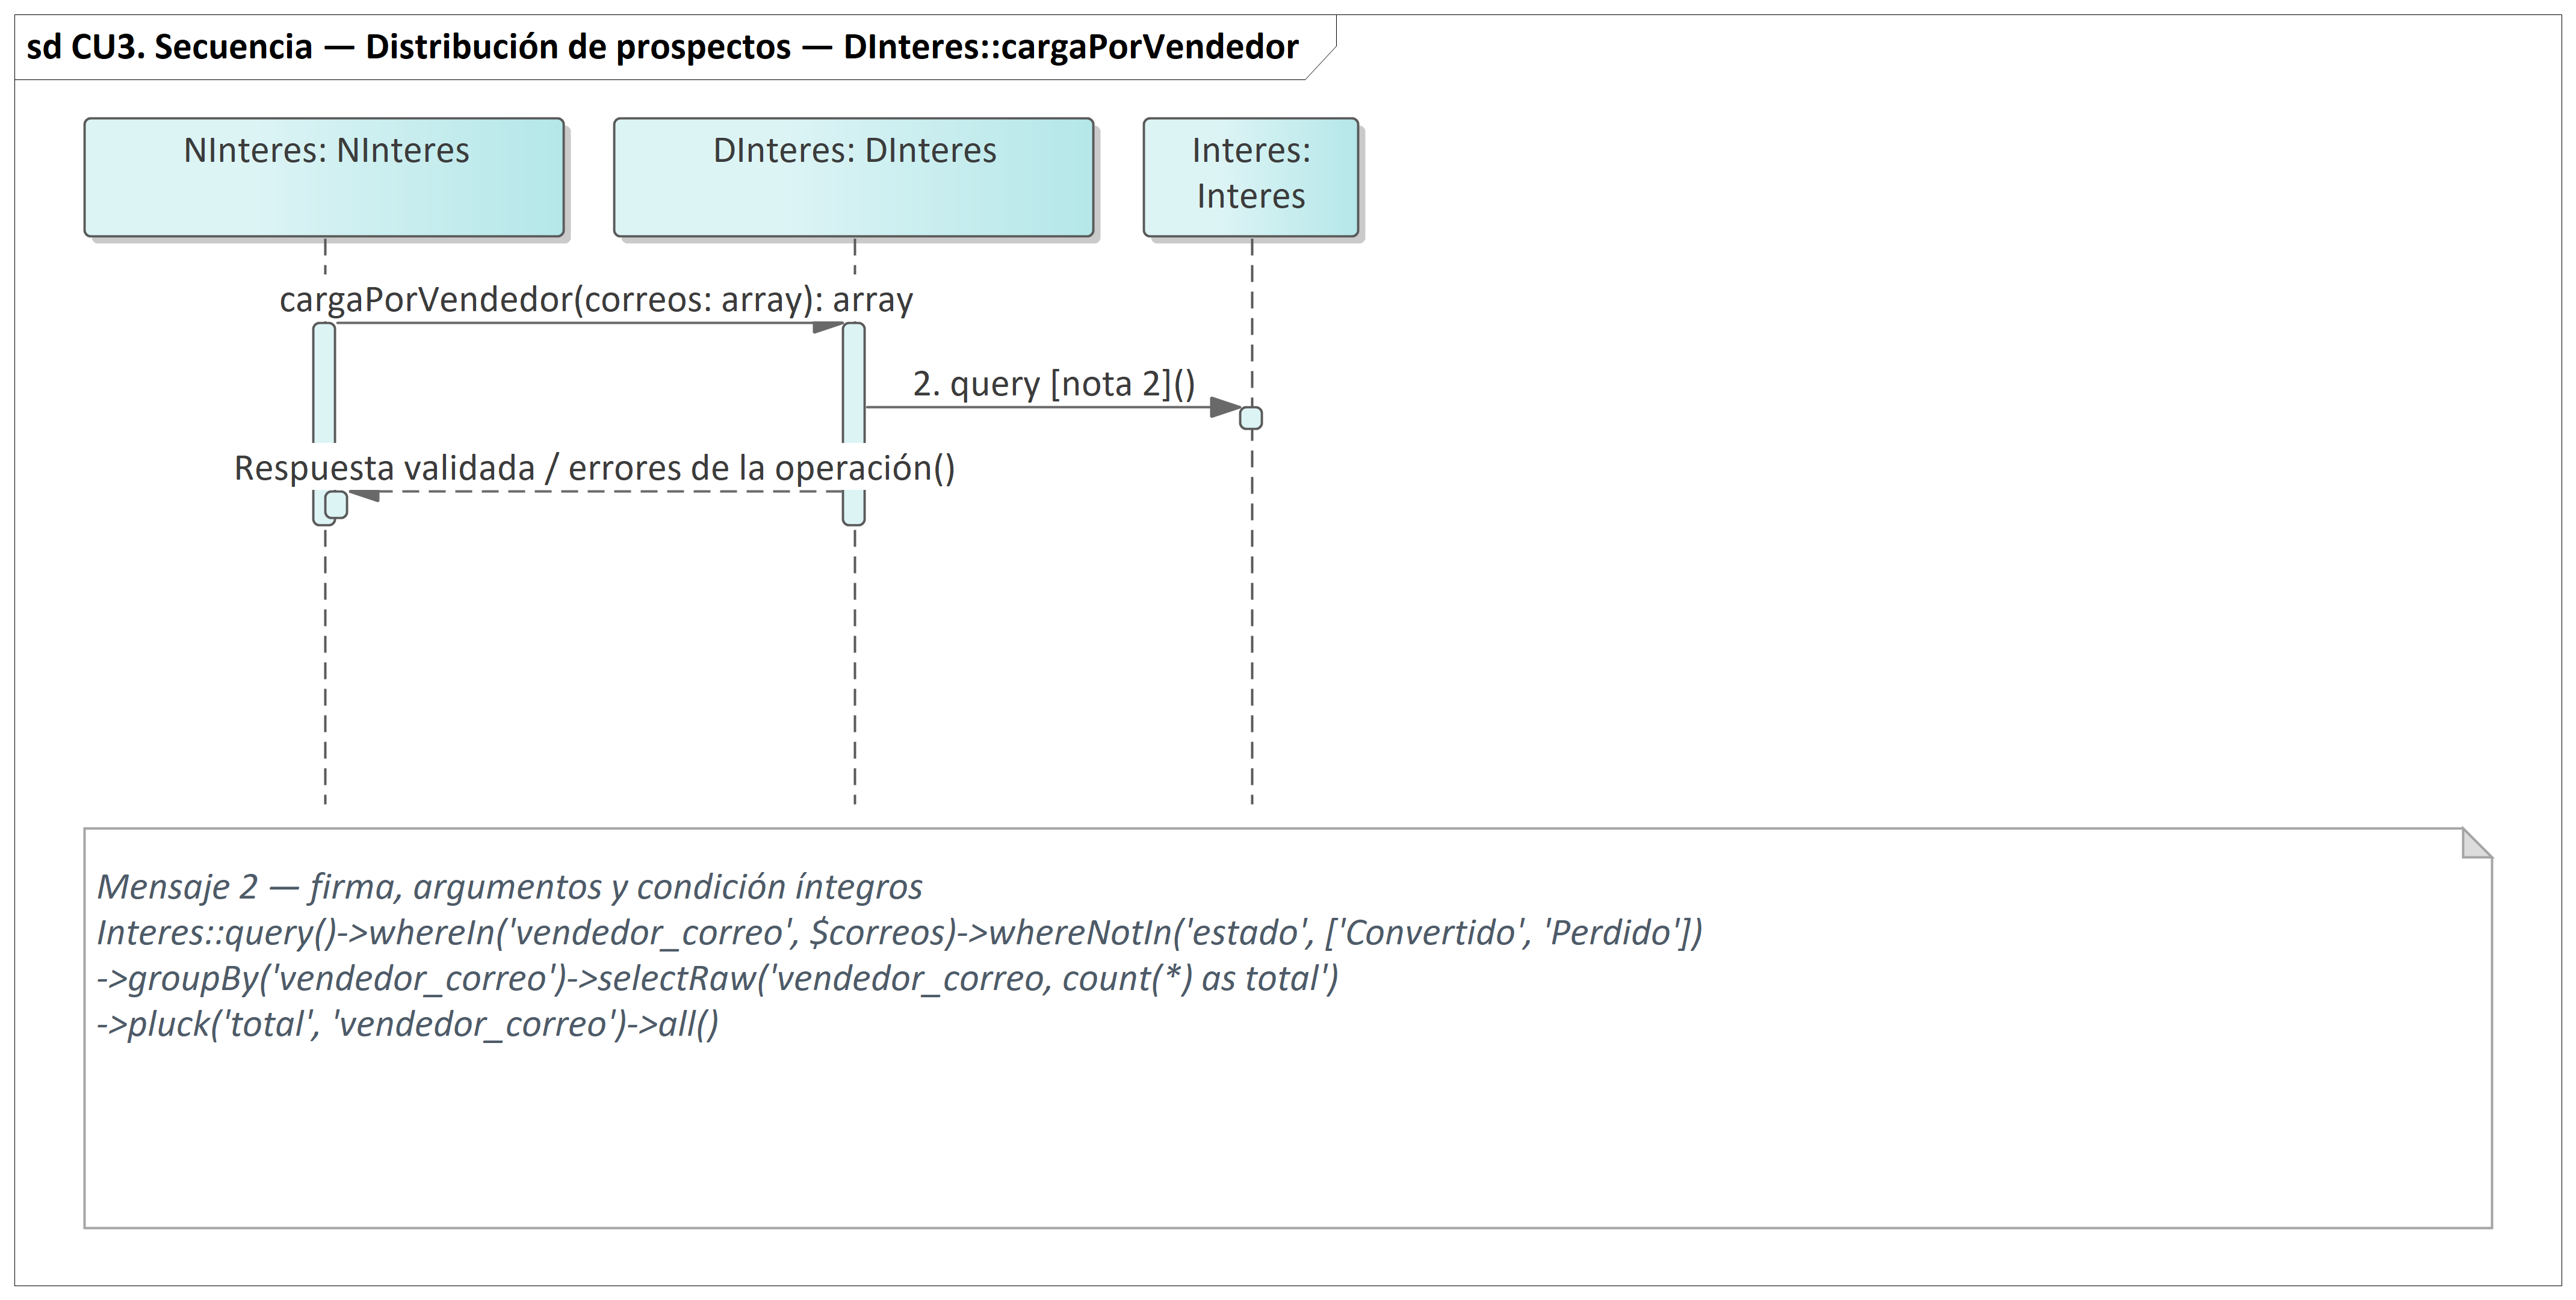 sd CU3. Secuencia — Distribución de prospectos — DInteres::cargaPorVendedor
NInteres: NInteres
DInteres: DInteres
Interes:
Interes
cargaPorVendedor(correos: array): array
2. query [nota 2]()
Respuesta validada / errores de la operación()
Mensaje 2 — firma, argumentos y condición íntegros
Interes::query()->whereIn('vendedor_correo', $correos)->whereNotIn('estado', ['Convertido', 'Perdido'])
->groupBy('vendedor_correo')->selectRaw('vendedor_correo, count(*) as total')
->pluck('total', 'vendedor_correo')->all()